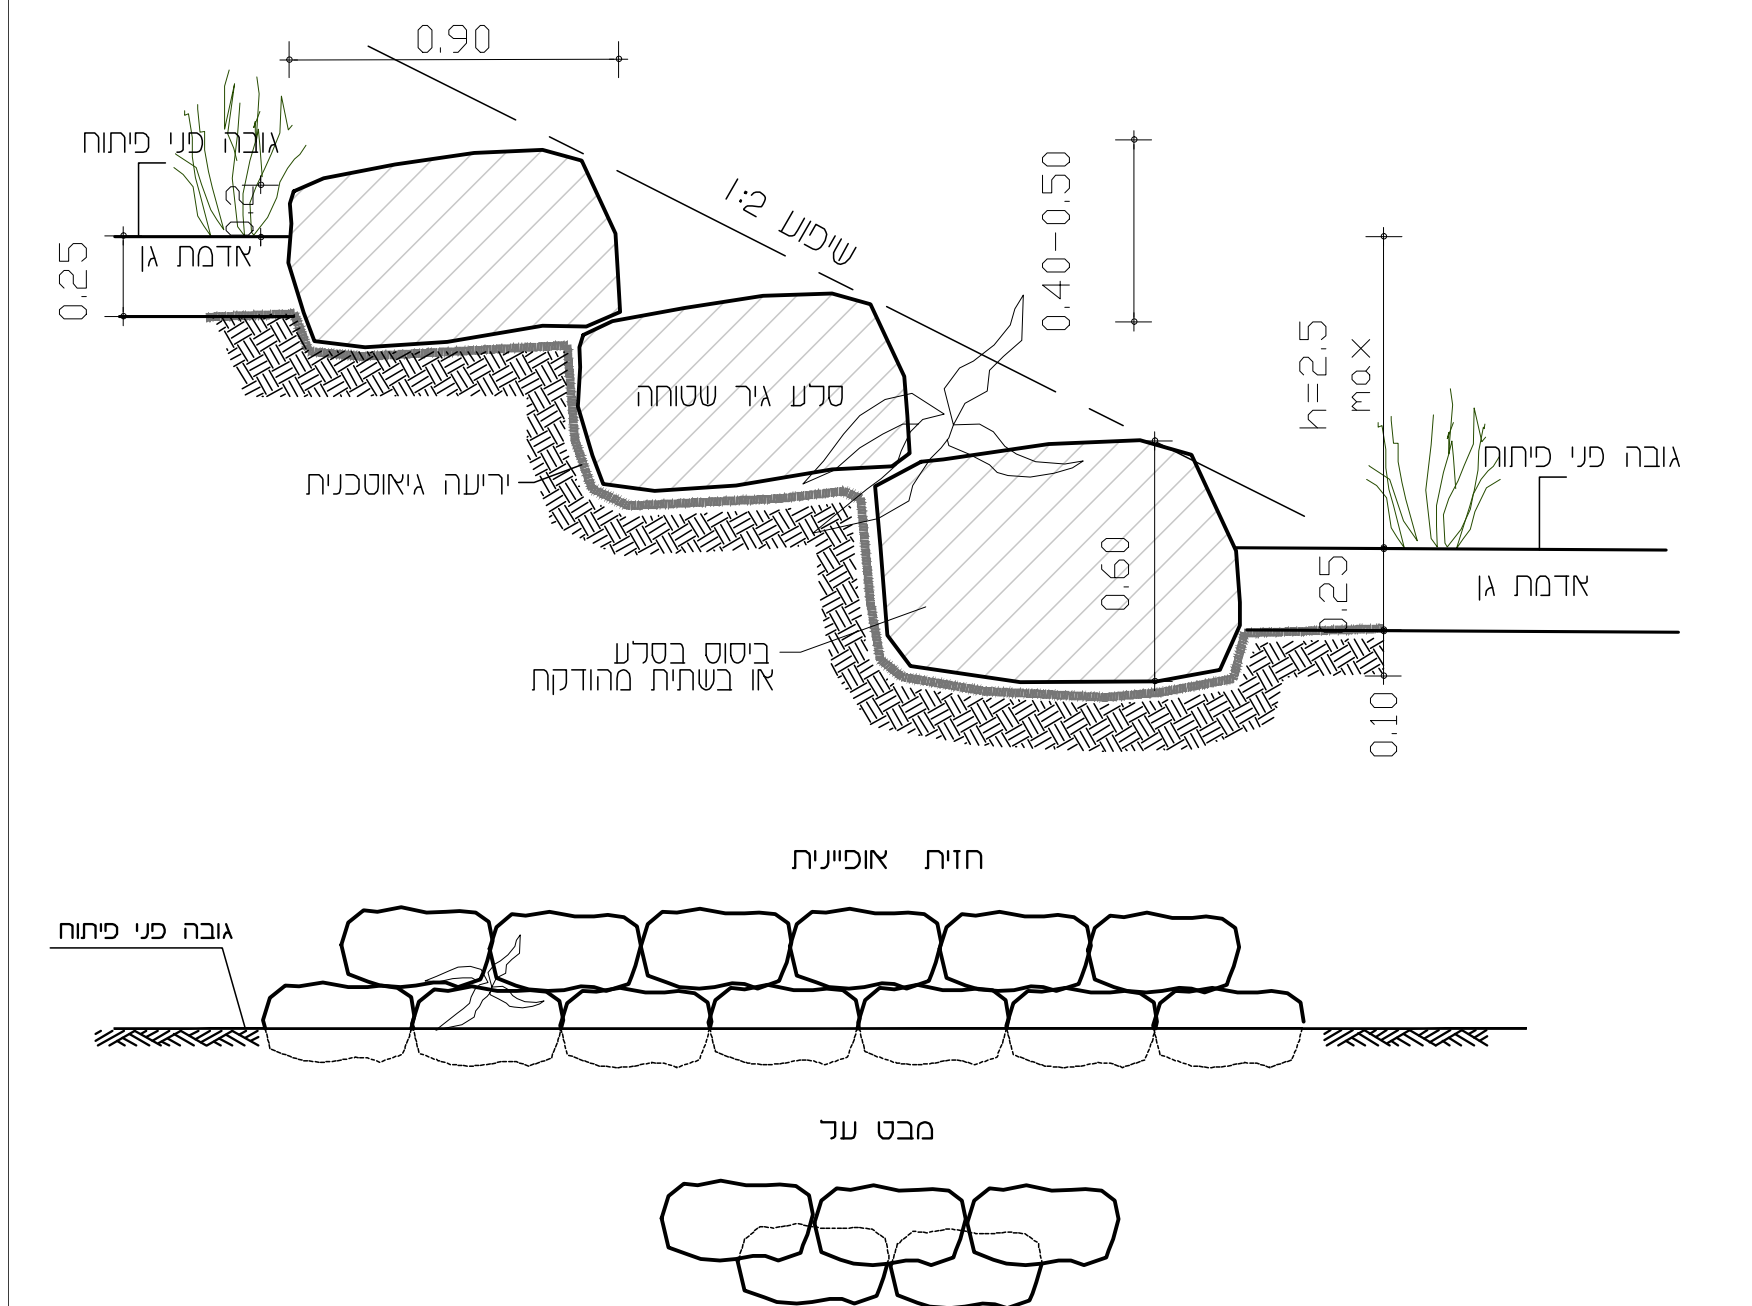 0.90
גובה פני פיתוח
0.2
אדמת גן
0.25
שיפוע 1:2
0.40-0.50
h=2.5
max
סלע גיר שטוחה
יריעה גיאוטכנית
גובה פני פיתוח
0.60
0.25
אדמת גן
ביסוס בסלע
או בשתית מהודקת
0.10
חזית אופיינית
גובה פני פיתוח
מבט על